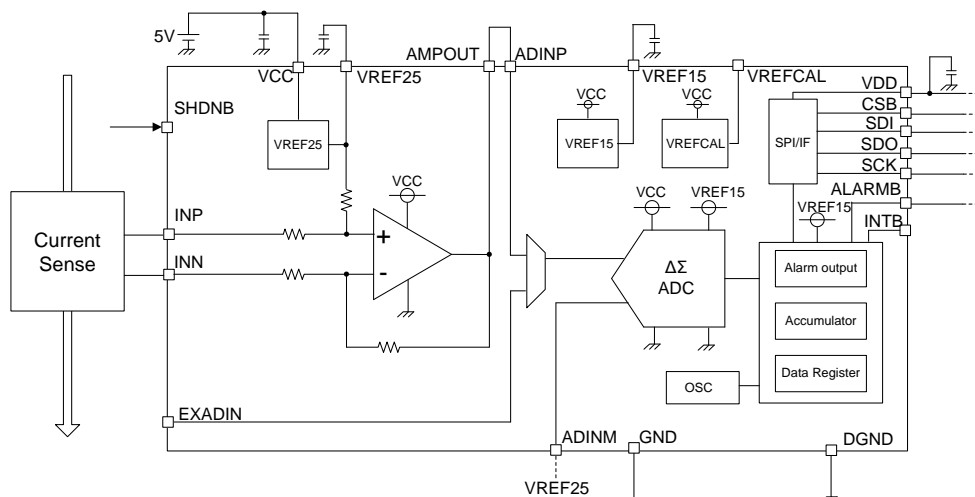 5V
AMPOUT
ADINP
VCC
VREF25
VREF15
VREFCAL
VDD
SHDNB
CSB
VCC
VCC
SDI
VREF25
VREF15
VREFCAL
SPI/IF
SDO
SCK
VCC
VCC
VREF15
ALARMB
VREF15
INP
INTB
Current
Sense
+
INN
-
ΔΣ
ADC
Alarm output
Accumulator
Data Register
OSC
EXADIN
ADINM
GND
DGND
VREF25